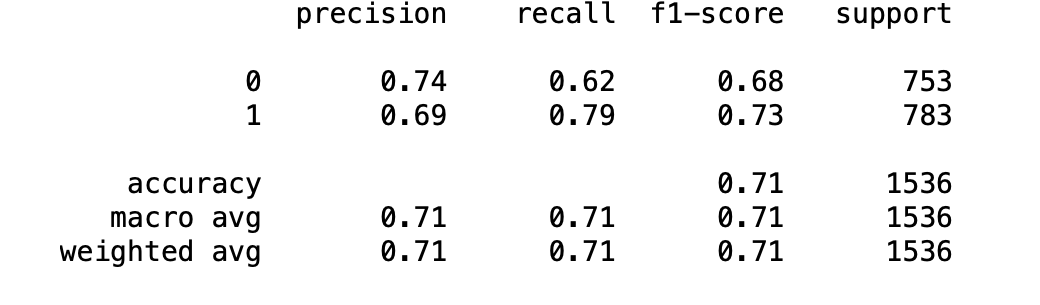 precision recall f1-score support
0 0.74 0.62 0.68 753
1 0.69 0.79 0.73 783
accuracy 0.71 1536
macro avg 0.71 0.71 0.71 1536
weighted avg 0.71 0.71 0.71 1536